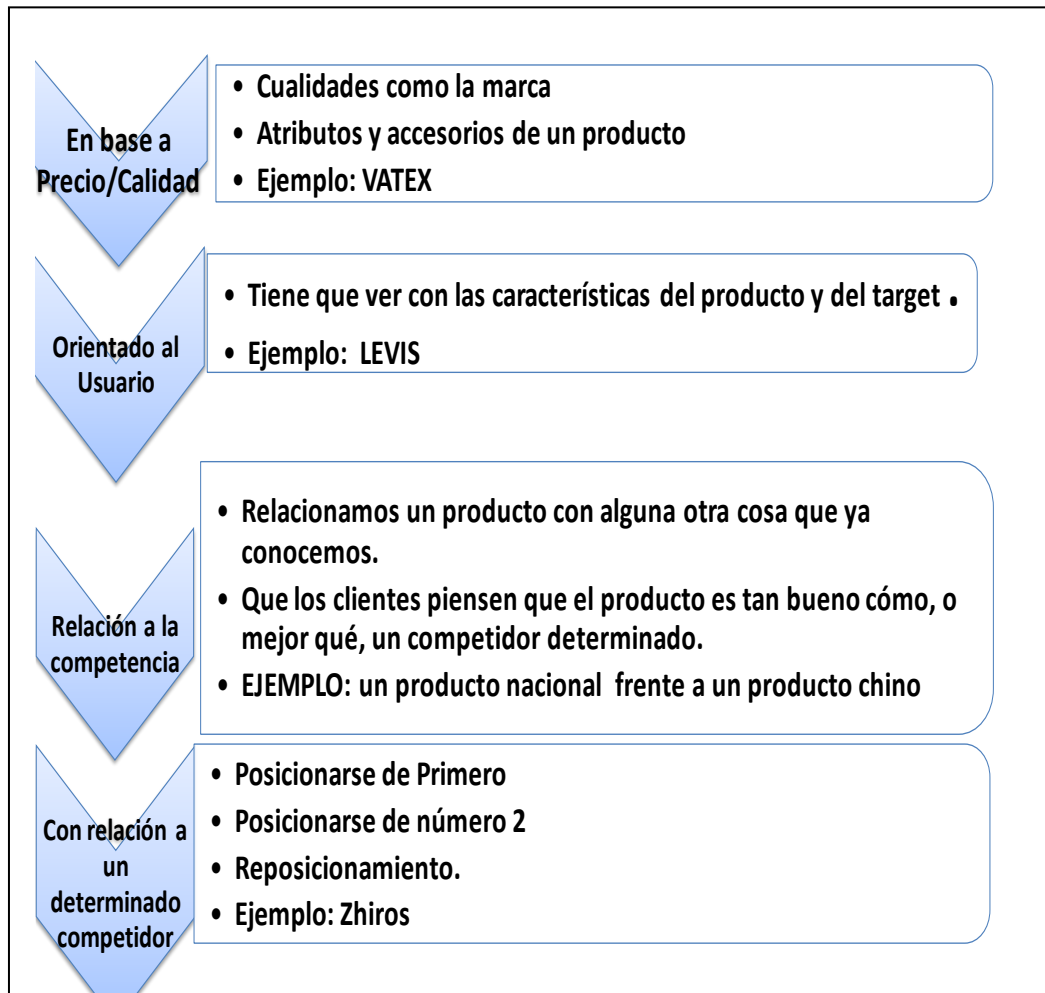 En base a
Precio/Calidad
• Cualidades como la marca
• Atributos y accesorios de un producto
• Ejemplo: VATEX
Orientado al
Usuario
• Tiene que ver con las características del producto y del target .
• Ejemplo: LEVIS
Relación a la
competencia
• Relacionamos un producto con alguna otra cosa que ya
conocemos.
• Que los clientes piensen que el producto es tan bueno cómo, o
mejor qué, un competidor determinado.
• EJEMPLO: un producto nacional frente a un producto chino
Con relación a
un
determinado
competidor
• Posicionarse de Primero
• Posicionarse de número 2
• Reposicionamiento.
• Ejemplo: Zhiros